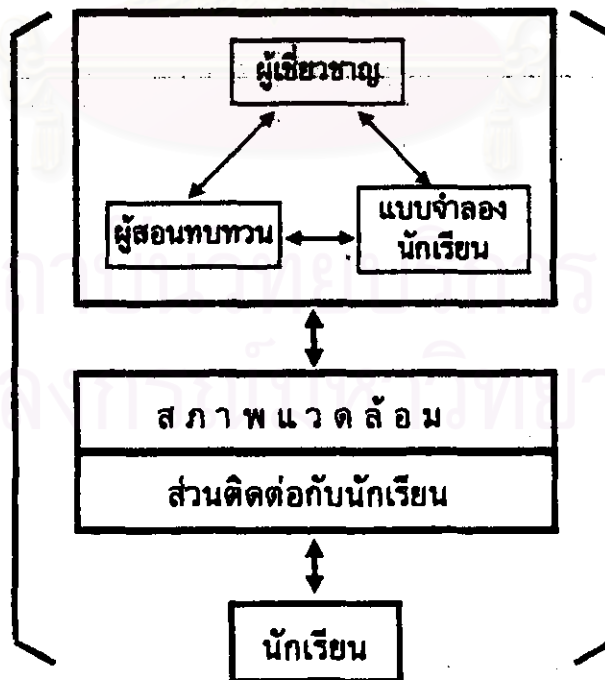 ผู้เชี่ยวชาญ
ผู้สอนทบทวน
แบบจำลอง
นักเรียน
สภาพแวดล้อม
ส่วนติดต่อกับนักเรียน
นักเรียน